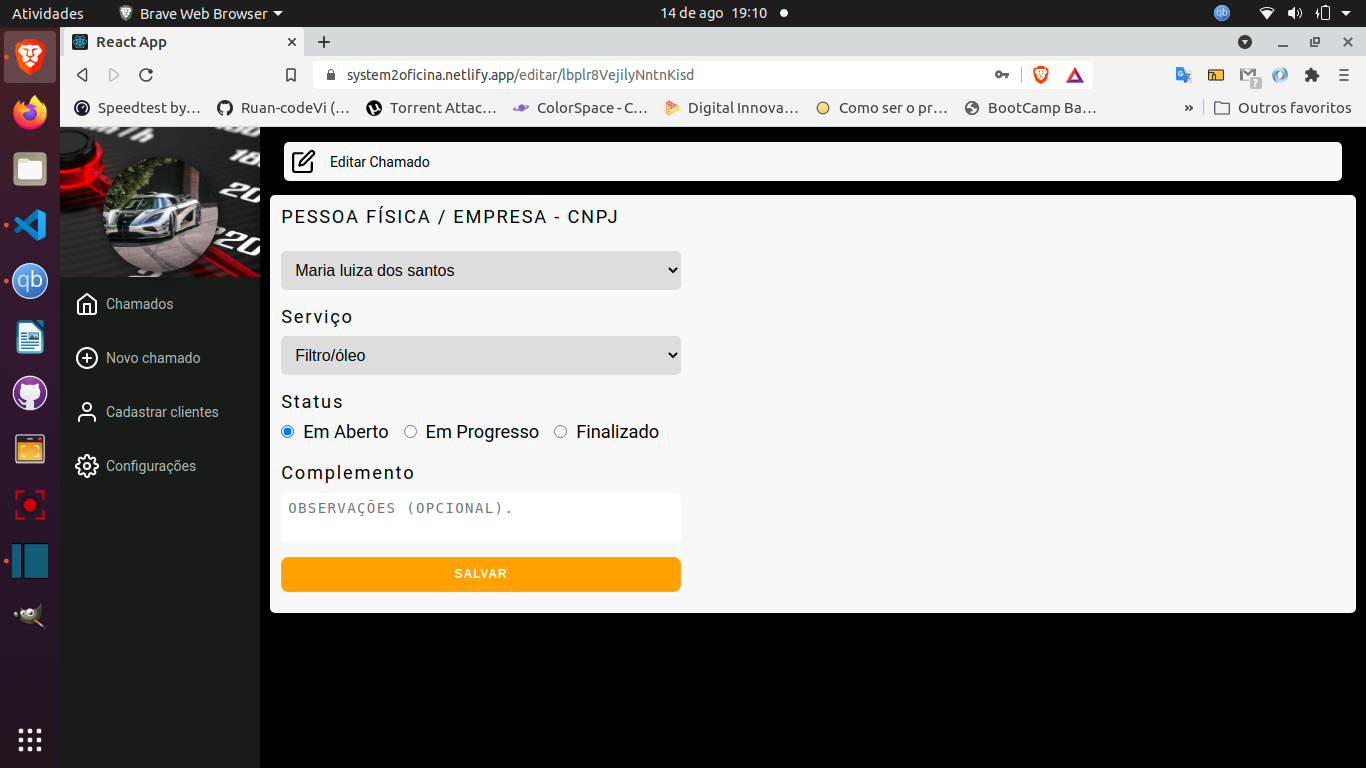 Atividades Brave Web Browser 14 de ago 19:10 qb
React App
system2oficina.netlify.app/editar/lbplr8VejilyNntnKisd
Speedtest by… Ruan-codeVi (… Torrent Attac… ColorSpace - C… Digital Innova… Como ser o pr… BootCamp Ba… » Outros favoritos
qb
Editar Chamado
PESSOA FÍSICA / EMPRESA - CNPJ
Maria luiza dos santos
Serviço
Filtro/óleo
Status
Em Aberto Em Progresso Finalizado
Complemento
OBSERVAÇÕES (OPCIONAL).
SALVAR
Chamados
Novo chamado
Cadastrar clientes
Configurações